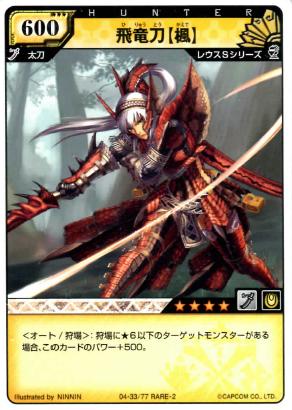 HUNTER
600
ひりゅうとう かえで
飛竜刀【楓】
太刀
レウスSシリーズ
★★★★
<オート / 狩場>：狩場に★6以下のターゲットモンスターがある
場合、このカードのパワー+500。
Illustrated by NINNIN
04-33/77 RARE-2
©CAPCOM CO., LTD.